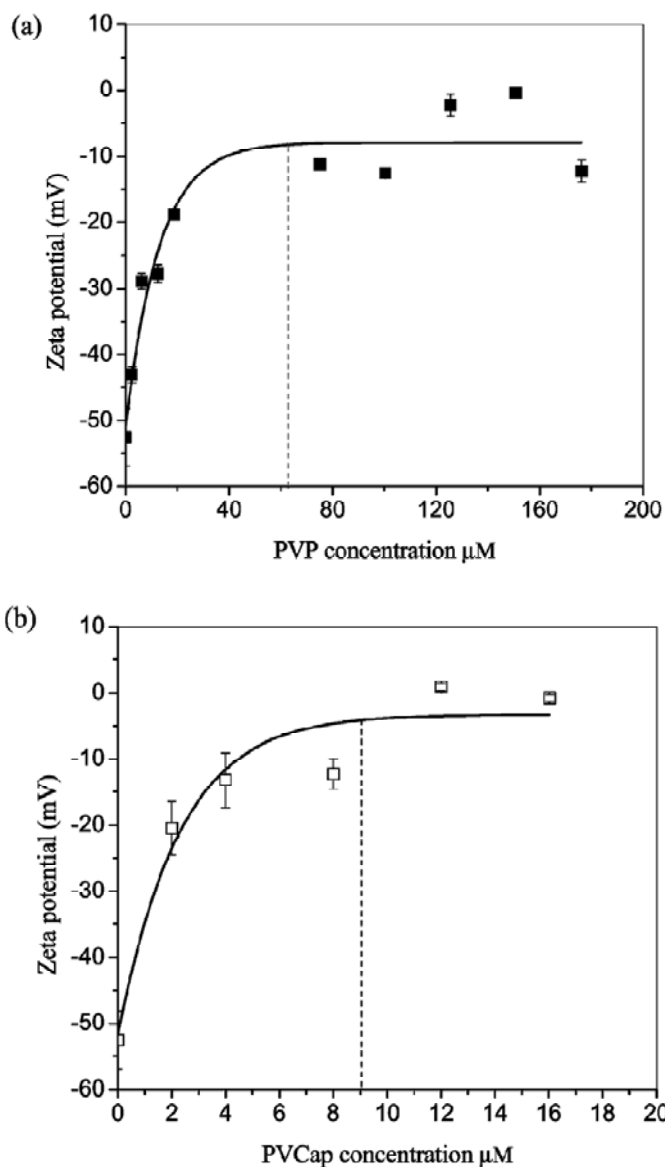 (a)
10
0
-10
-20
-30
-40
-50
-60
Zeta potential (mV)
0 40 80 120 160 200
PVP concentration μM
(b)
10
0
-10
-20
-30
-40
-50
-60
Zeta potential (mV)
0 2 4 6 8 10 12 14 16 18 20
PVCap concentration μM